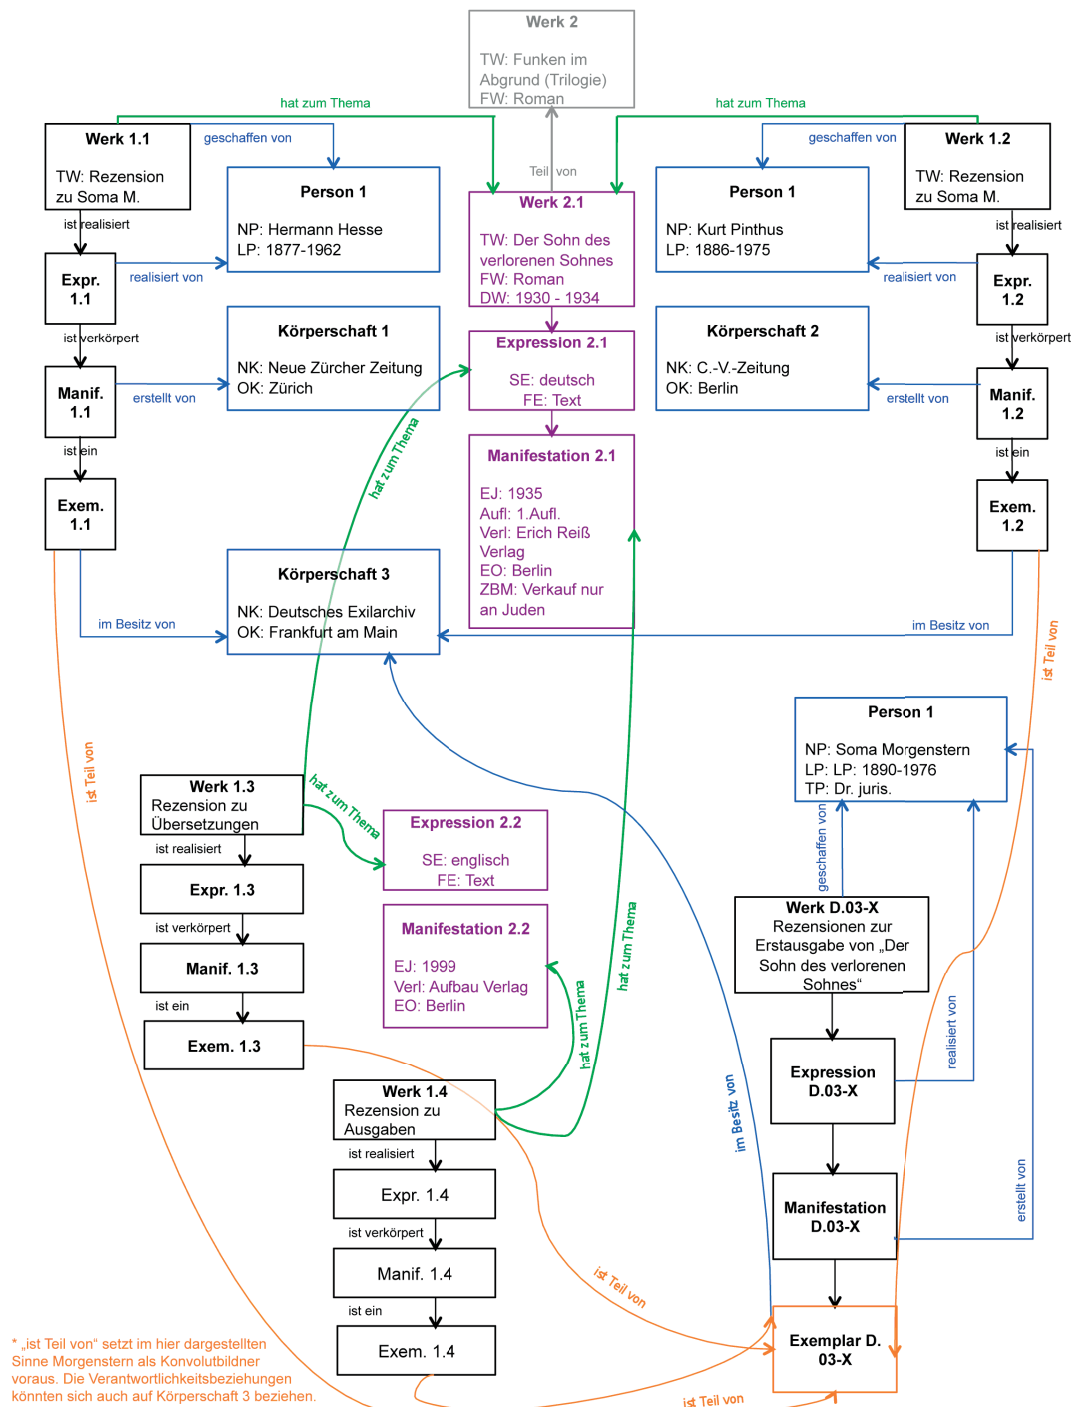 Werk 2
TW: Funken im
Abgrund (Trilogie)
FW: Roman
hat zum Thema
hat zum Thema
Werk 1.1
TW: Rezension
zu Soma M.
geschaffen von
geschaffen von
Werk 1.2
TW: Rezension
zu Soma M.
Teil von
Person 1
NP: Hermann Hesse
LP: 1877-1962
Werk 2.1
TW: Der Sohn des
verlorenen Sohnes
FW: Roman
DW: 1930 - 1934
Person 1
NP: Kurt Pinthus
LP: 1886-1975
ist realisiert
ist realisiert
Expr.
1.1
realisiert von
realisiert von
Expr.
1.2
ist verkörpert
ist verkörpert
Körperschaft 1
NK: Neue Zürcher Zeitung
OK: Zürich
Expression 2.1
SE: deutsch
FE: Text
Körperschaft 2
NK: C.-V.-Zeitung
OK: Berlin
Manif.
1.1
erstellt von
erstellt von
Manif.
1.2
hat zum Thema
ist ein
ist ein
Manifestation 2.1
EJ: 1935
Aufl: 1.Aufl.
Verl: Erich Reiß
Verlag
EO: Berlin
ZBM: Verkauf nur
an Juden
Exem.
1.1
Exem.
1.2
Körperschaft 3
NK: Deutsches Exilarchiv
OK: Frankfurt am Main
im Besitz von
im Besitz von
ist Teil von
ist Teil von
Person 1
NP: Soma Morgenstern
LP: LP: 1890-1976
TP: Dr. juris.
Werk 1.3
Rezension zu
Übersetzungen
hat zum Thema
Expression 2.2
SE: englisch
FE: Text
geschaffen von
ist realisiert
Expr. 1.3
ist verkörpert
Manif. 1.3
ist ein
Exem. 1.3
Manifestation 2.2
EJ: 1999
Verl: Aufbau Verlag
EO: Berlin
hat zum Thema
hat zum Thema
Werk D.03-X
Rezensionen zur
Erstausgabe von „Der
Sohn des verlorenen
Sohnes“
realisiert von
Expression
D.03-X
Werk 1.4
Rezension zu
Ausgaben
im Besitz von
ist realisiert
Expr. 1.4
ist verkörpert
Manif. 1.4
ist ein
Exem. 1.4
Manifestation
D.03-X
erstellt von
ist Teil von
Exemplar D.
03-X
ist Teil von
* „ist Teil von“ setzt im hier dargestellten
Sinne Morgenstern als Konvolutbildner
voraus. Die Verantwortlichkeitsbeziehungen
könnten sich auch auf Körperschaft 3 beziehen.